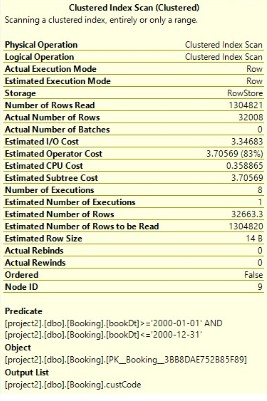 Clustered Index Scan (Clustered)
Scanning a clustered index, entirely or only a range.
Physical Operation Clustered Index Scan
Logical Operation Clustered Index Scan
Actual Execution Mode Row
Estimated Execution Mode Row
Storage RowStore
Number of Rows Read 1304821
Actual Number of Rows 32008
Actual Number of Batches 0
Estimated I/O Cost 3.34683
Estimated Operator Cost 3.70569 (83%)
Estimated CPU Cost 0.358865
Estimated Subtree Cost 3.70569
Number of Executions 8
Estimated Number of Executions 1
Estimated Number of Rows 32663.3
Estimated Number of Rows to be Read 1304820
Estimated Row Size 14 B
Actual Rebinds 0
Actual Rewinds 0
Ordered False
Node ID 9
Predicate
[project2].[dbo].[Booking].[bookDt]>='2000-01-01' AND
[project2].[dbo].[Booking].[bookDt]<='2000-12-31'
Object
[project2].[dbo].[Booking].[PK__Booking__3BB8DAE752B85F89]
Output List
[project2].[dbo].[Booking].custCode